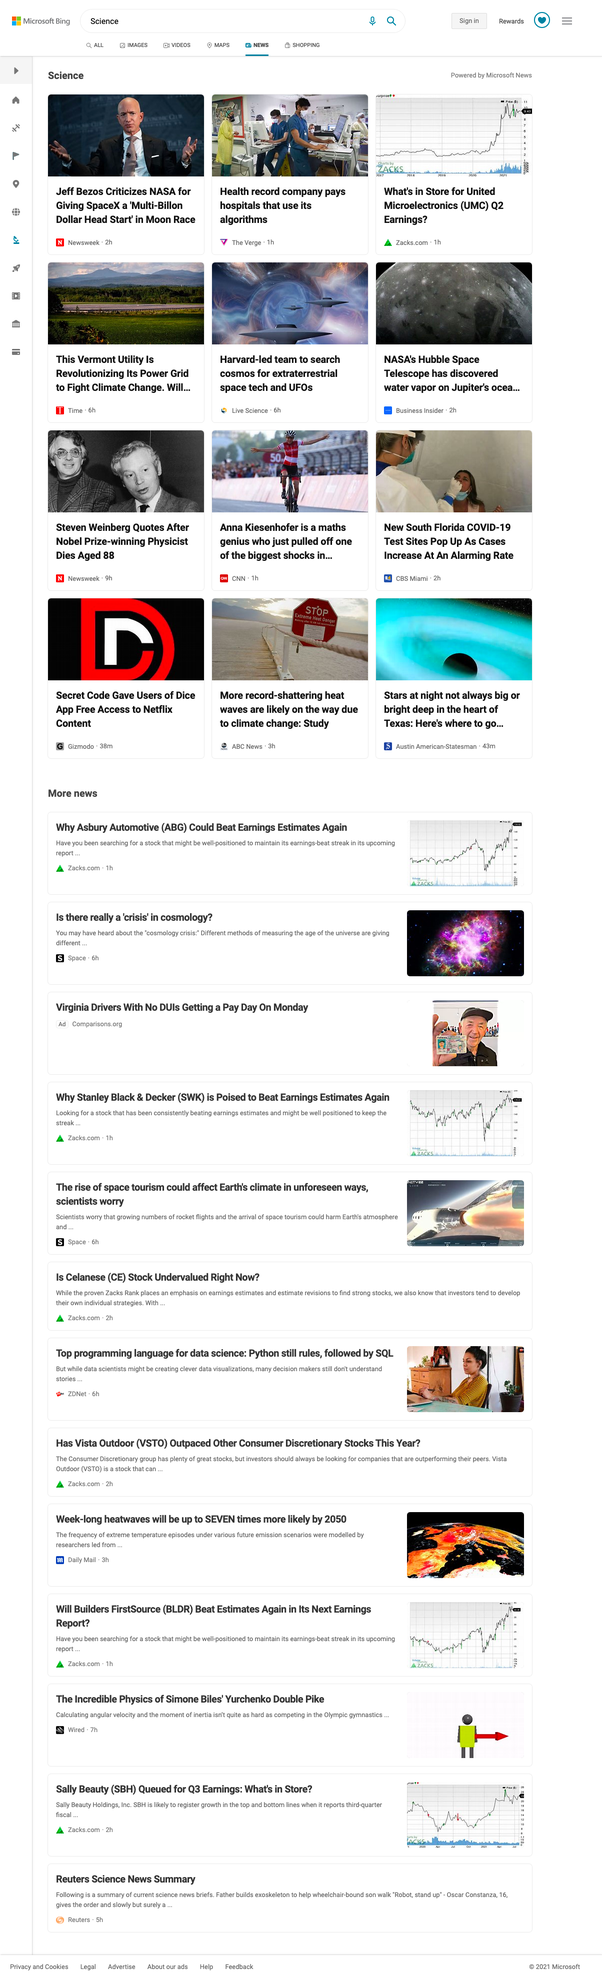 Microsoft Bing
Science
Sign in
Rewards
ALL
IMAGES
VIDEOS
MAPS
NEWS
SHOPPING
Science
Powered by Microsoft News
Jeff Bezos Criticizes NASA for
Giving SpaceX a 'Multi-Billon
Dollar Head Start' in Moon Race
Newsweek · 2h
Health record company pays
hospitals that use its
algorithms
The Verge · 1h
ZACKS
What's in Store for United
Microelectronics (UMC) Q2
Earnings?
Zacks.com · 1h
This Vermont Utility Is
Revolutionizing Its Power Grid
to Fight Climate Change. Will...
Time · 6h
Harvard-led team to search
cosmos for extraterrestrial
space tech and UFOs
Live Science · 6h
NASA's Hubble Space
Telescope has discovered
water vapor on Jupiter's ocea...
Business Insider · 2h
Steven Weinberg Quotes After
Nobel Prize-winning Physicist
Dies Aged 88
Newsweek · 9h
Anna Kiesenhofer is a maths
genius who just pulled off one
of the biggest shocks in...
CNN · 1h
New South Florida COVID-19
Test Sites Pop Up As Cases
Increase At An Alarming Rate
CBS Miami · 2h
Secret Code Gave Users of Dice
App Free Access to Netflix
Content
Gizmodo · 38m
STOP
Extreme Heat Danger
More record-shattering heat
waves are likely on the way due
to climate change: Study
ABC News · 3h
Stars at night not always big or
bright deep in the heart of
Texas: Here's where to go...
Austin American-Statesman · 43m
More news
Why Asbury Automotive (ABG) Could Beat Earnings Estimates Again
Have you been searching for a stock that might be well-positioned to maintain its earnings-beat streak in its upcoming
report ...
Zacks.com · 1h
ZACKS
Is there really a 'crisis' in cosmology?
You may have heard about the "cosmology crisis:" Different methods of measuring the age of the universe are giving
different ...
Space · 6h
Virginia Drivers With No DUIs Getting a Pay Day On Monday
Ad Comparisons.org
Why Stanley Black & Decker (SWK) is Poised to Beat Earnings Estimates Again
Looking for a stock that has been consistently beating earnings estimates and might be well positioned to keep the
streak ...
Zacks.com · 1h
ZACKS
The rise of space tourism could affect Earth's climate in unforeseen ways,
scientists worry
Scientists worry that growing numbers of rocket flights and the arrival of space tourism could harm Earth's atmosphere
and ...
Space · 6h
Is Celanese (CE) Stock Undervalued Right Now?
While the proven Zacks Rank places an emphasis on earnings estimates and estimate revisions to find strong stocks, we also know that investors tend to develop
their own individual strategies. With ...
Zacks.com · 2h
Top programming language for data science: Python still rules, followed by SQL
But while data scientists might be creating clever data visualizations, many decision makers still don't understand
stories ...
ZDNet · 6h
Has Vista Outdoor (VSTO) Outpaced Other Consumer Discretionary Stocks This Year?
The Consumer Discretionary group has plenty of great stocks, but investors should always be looking for companies that are outperforming their peers. Vista
Outdoor (VSTO) is a stock that can ...
Zacks.com · 2h
Week-long heatwaves will be up to SEVEN times more likely by 2050
The frequency of extreme temperature episodes under various future emission scenarios were modelled by
researchers led from ...
Daily Mail · 3h
Will Builders FirstSource (BLDR) Beat Estimates Again in Its Next Earnings
Report?
Have you been searching for a stock that might be well-positioned to maintain its earnings-beat streak in its upcoming
report ...
Zacks.com · 1h
ZACKS
The Incredible Physics of Simone Biles' Yurchenko Double Pike
Calculating angular velocity and the moment of inertia isn't quite as hard as competing in the Olympic gymnastics ...
Wired · 7h
Sally Beauty (SBH) Queued for Q3 Earnings: What's in Store?
Sally Beauty Holdings, Inc. SBH is likely to register growth in the top and bottom lines when it reports third-quarter
fiscal ...
Zacks.com · 2h
Reuters Science News Summary
Following is a summary of current science news briefs. Father builds exoskeleton to help wheelchair-bound son walk "Robot, stand up" - Oscar Constanza, 16,
gives the order and slowly but surely a ...
Reuters · 5h
Privacy and Cookies
Legal
Advertise
About our ads
Help
Feedback
© 2021 Microsoft